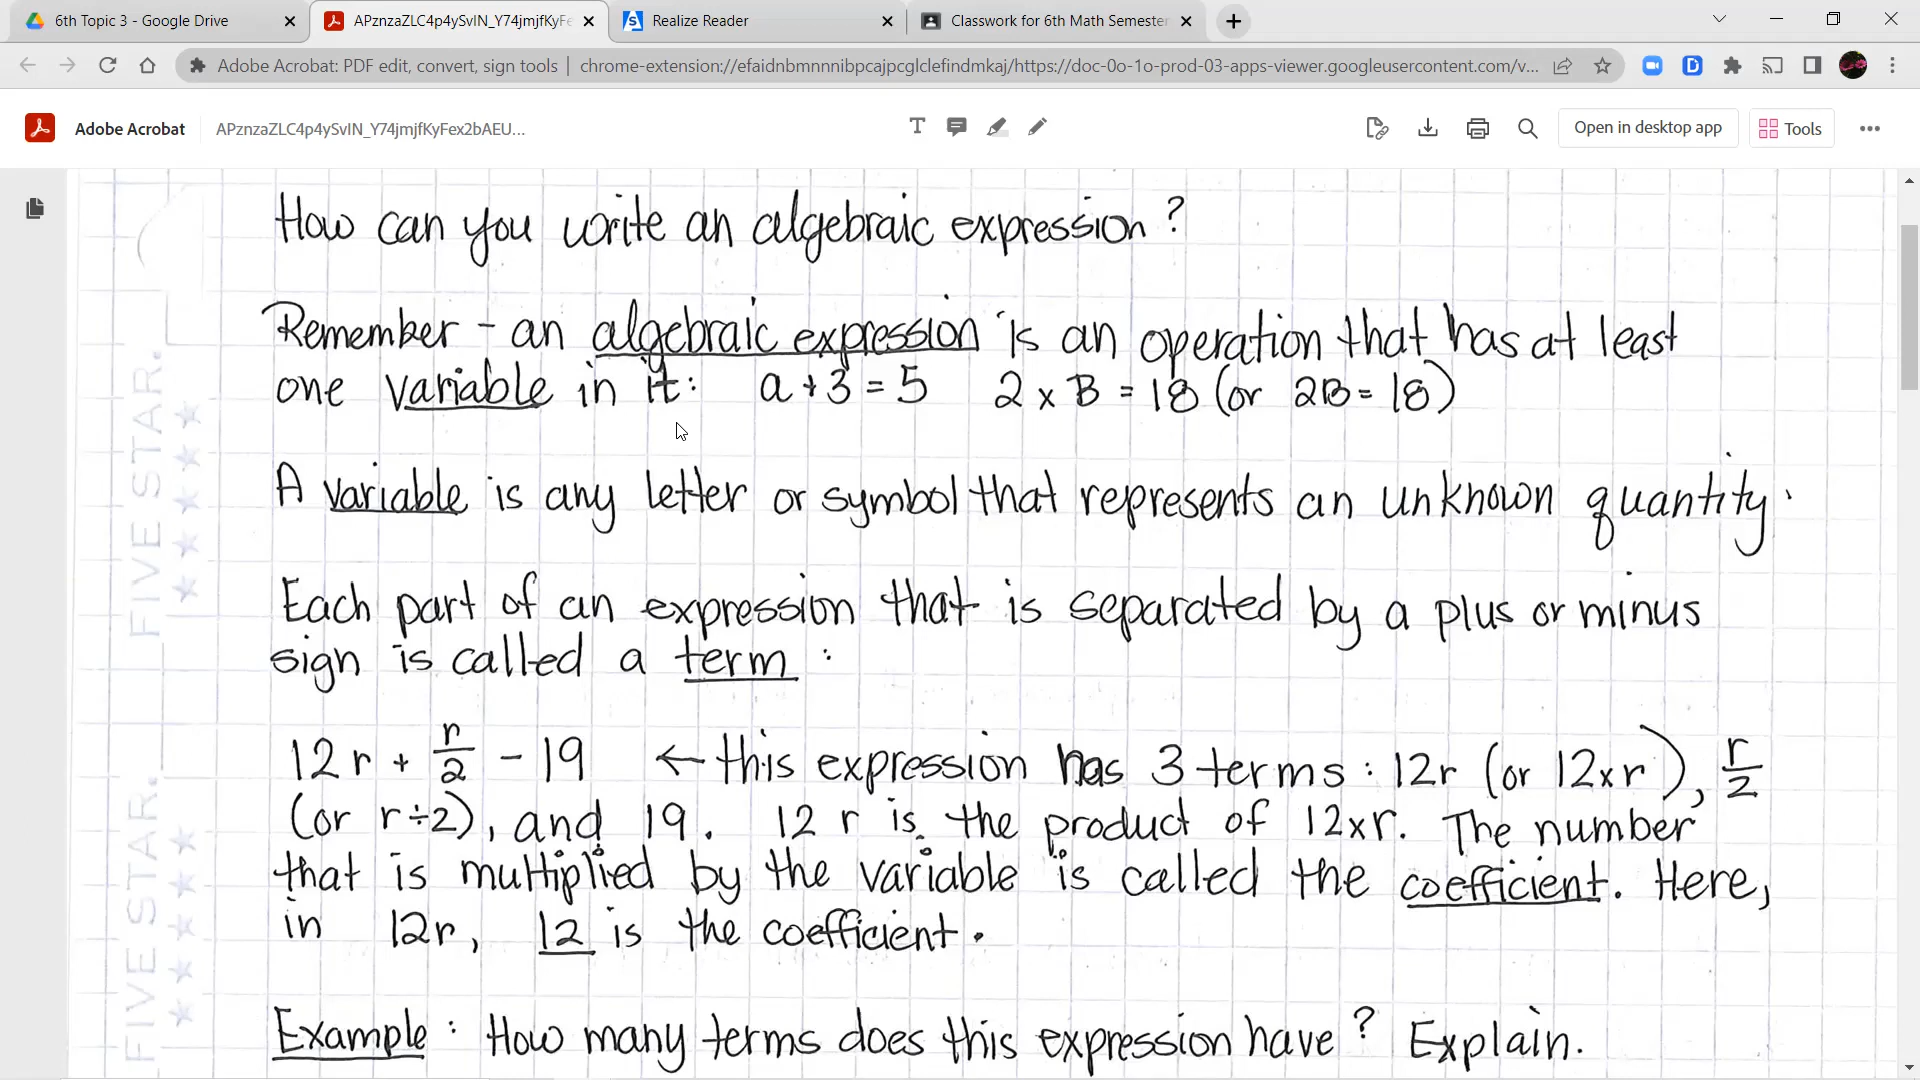 6th Topic 3 - Google Drive
APznzaZLC4p4ySvIN_Y74jmjfKyFe
Realize Reader
Classwork for 6th Math Semester
Adobe Acrobat: PDF edit, convert, sign tools | chrome-extension://efaidnbmnnnibpcajpcglclefindmkaj/https://doc-0o-1o-prod-03-apps-viewer.googleusercontent.com/v...
Adobe Acrobat
APznzaZLC4p4ySvIN_Y74jmjfKyFex2bAEU...
Open in desktop app
Tools
How can you write an algebraic expression?
Remember - an algebraic expression is an operation that has at least
one variable in it: a + 3 = 5 2 x B = 18 (or 2B = 18)
A variable is any letter or symbol that represents an unknown quantity.
Each part of an expression that is separated by a plus or minus
sign is called a term:
12r + r/2 - 19 ← this expression has 3 terms: 12r (or 12xr), r/2
(or r÷2), and 19. 12 r is the product of 12xr. The number
that is multiplied by the variable is called the coefficient. Here,
in 12r, 12 is the coefficient.
Example: How many terms does this expression have? Explain.
FIVE STAR.
FIVE STAR.